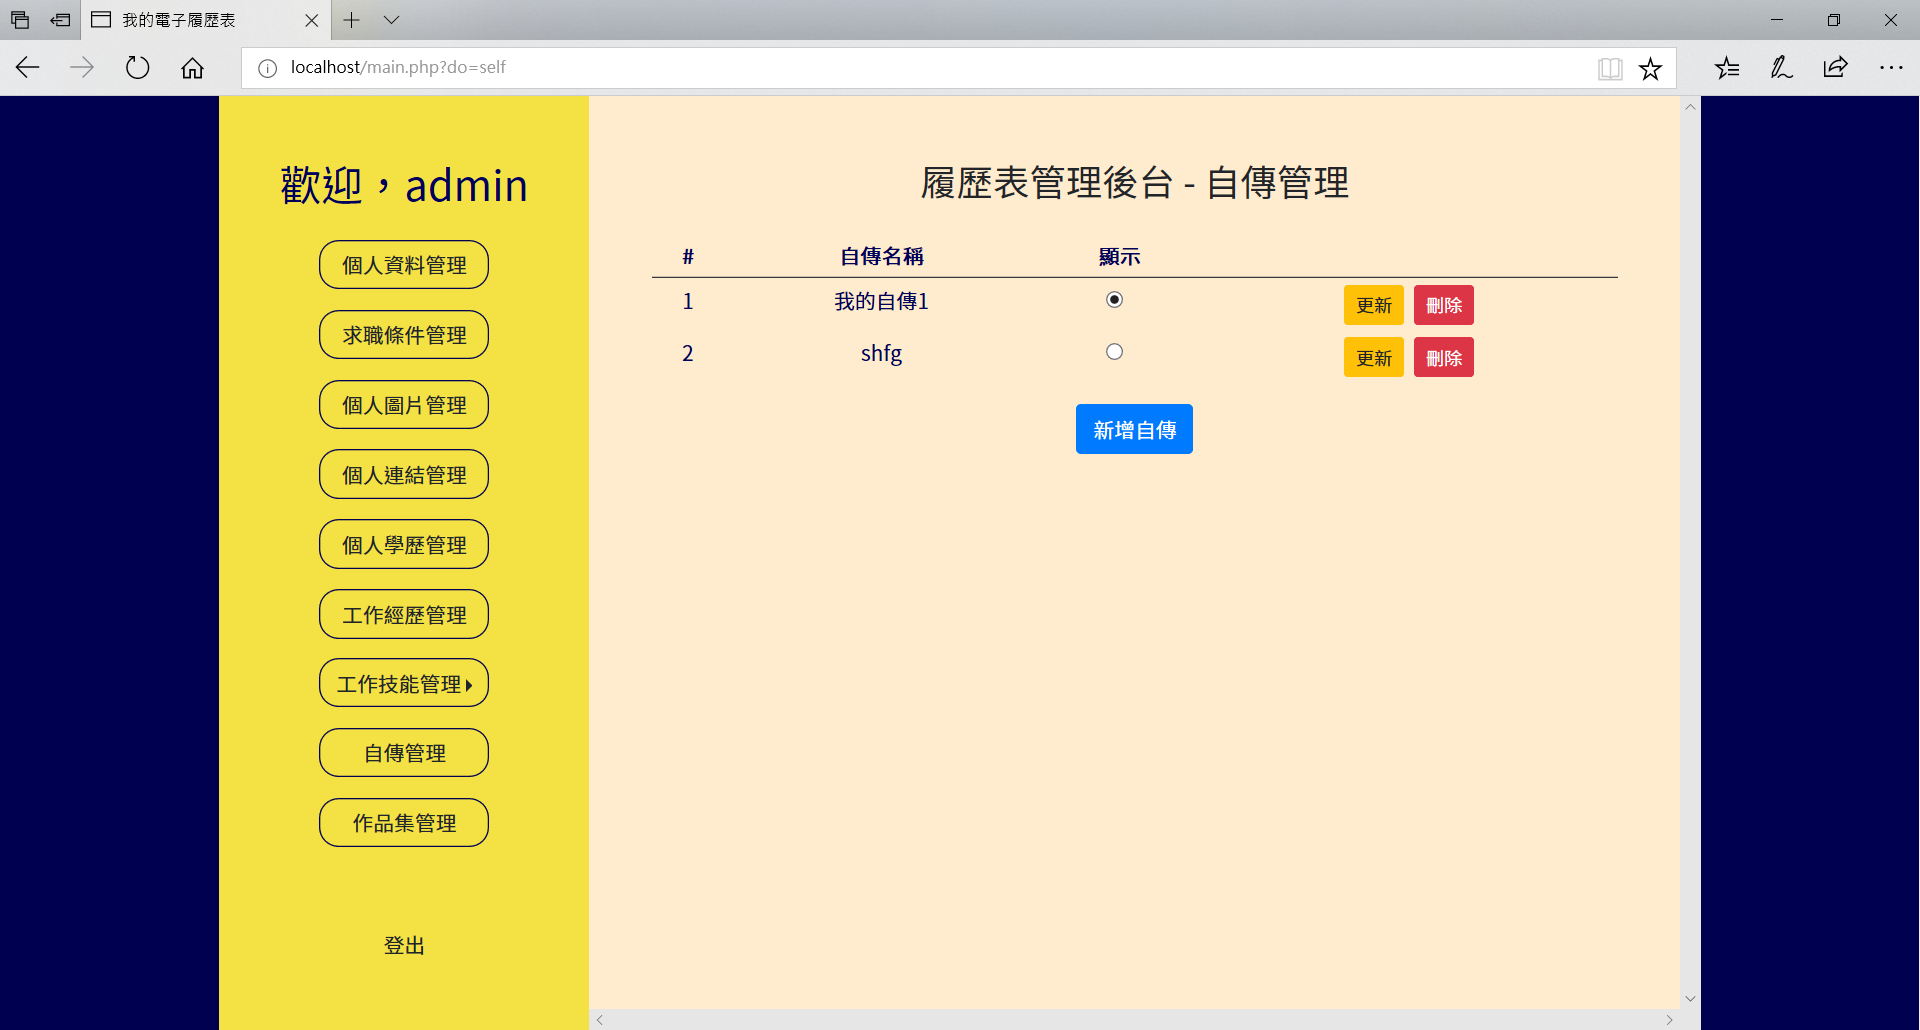 我的電子履歷表
localhost/main.php?do=self
歡迎，admin
個人資料管理
求職條件管理
個人圖片管理
個人連結管理
個人學歷管理
工作經歷管理
工作技能管理
自傳管理
作品集管理
登出
履歷表管理後台 - 自傳管理
# 自傳名稱 顯示
1 我的自傳1 更新 刪除
2 shfg 更新 刪除
新增自傳